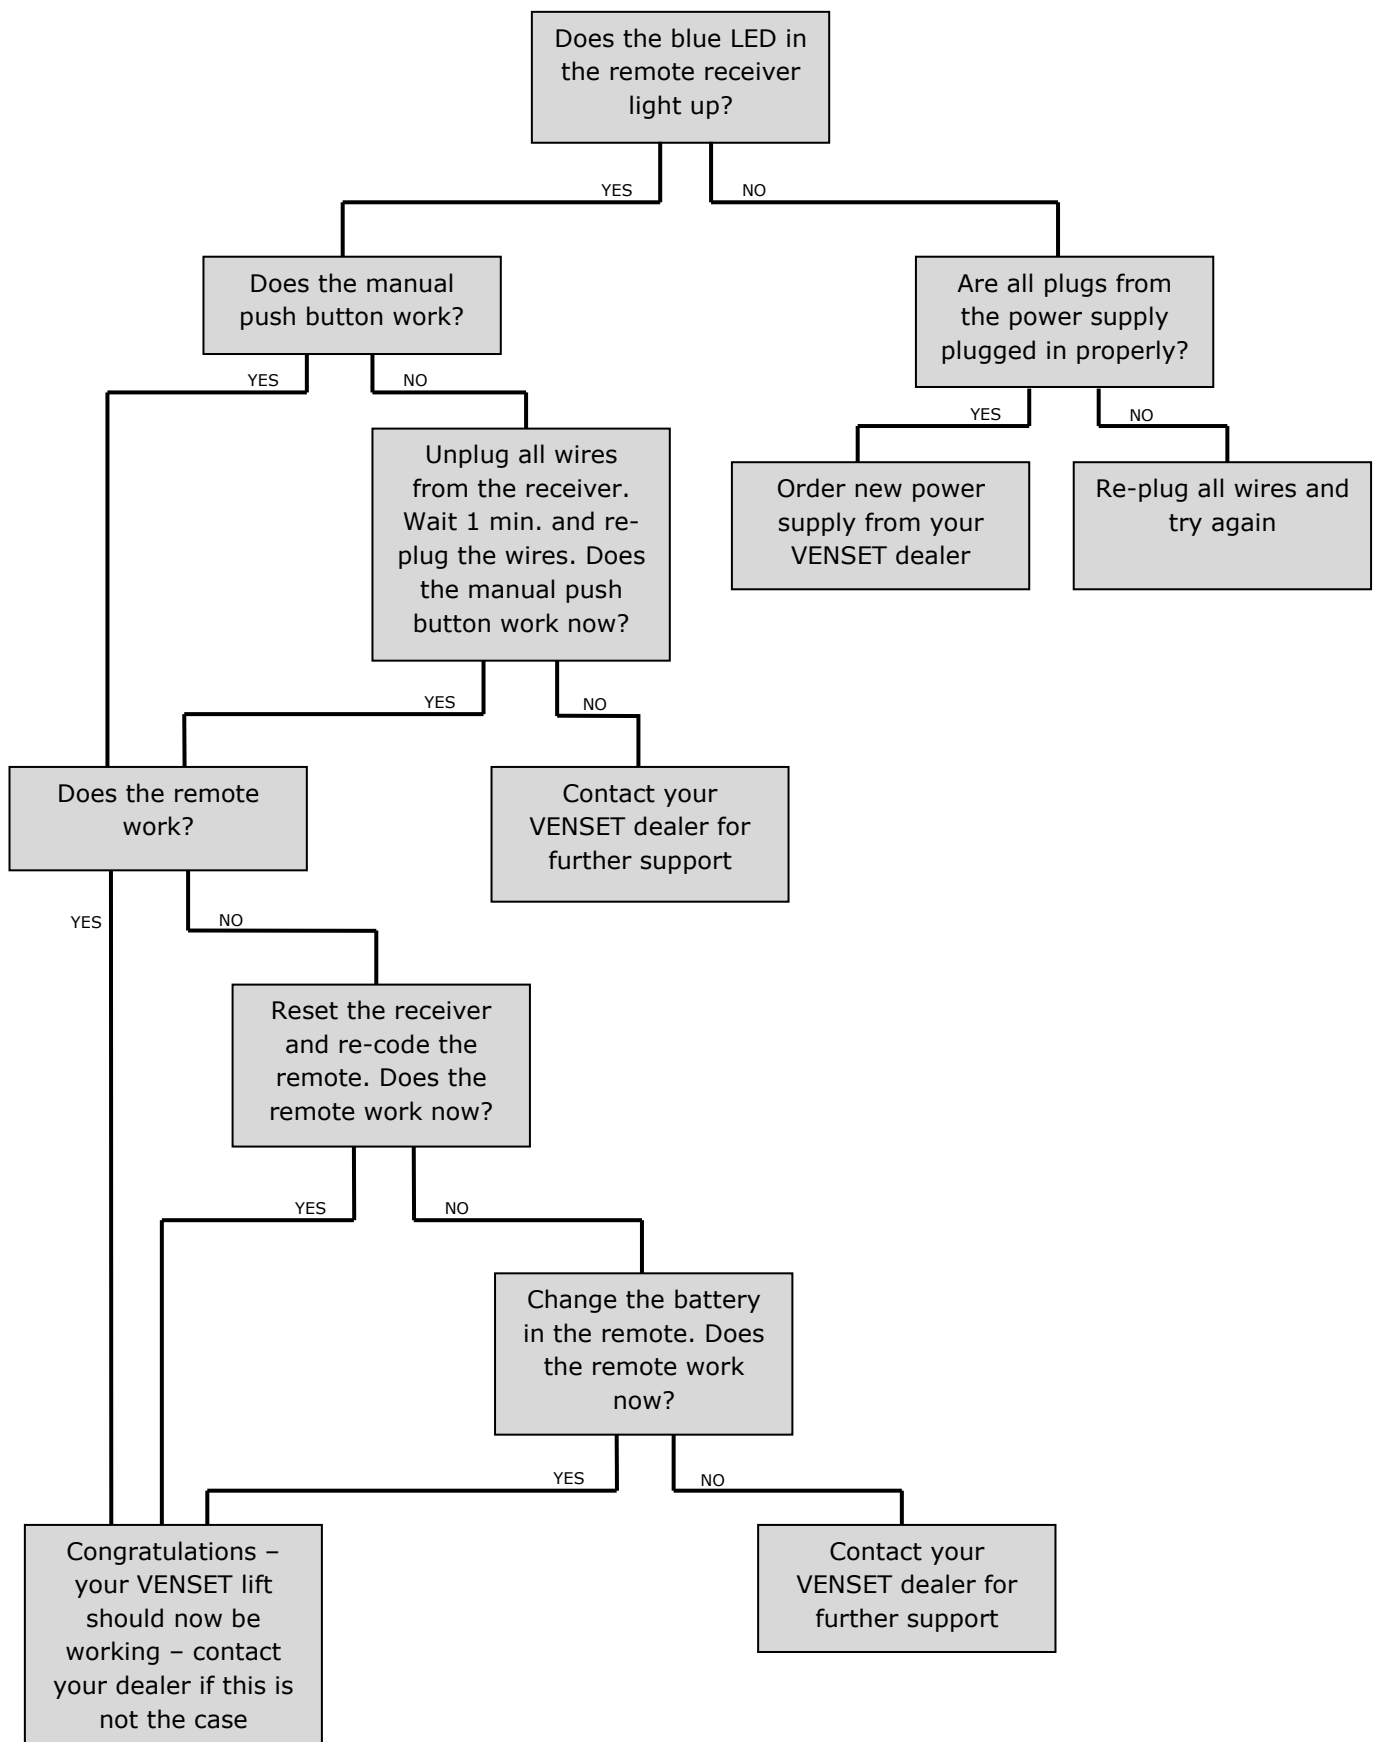 Does the blue LED in
the remote receiver
light up?
YES
NO
Does the manual
push button work?
Are all plugs from
the power supply
plugged in properly?
YES
NO
YES
NO
Unplug all wires
from the receiver.
Wait 1 min. and re-
plug the wires. Does
the manual push
button work now?
Order new power
supply from your
VENSET dealer
Re-plug all wires and
try again
YES
NO
Does the remote
work?
Contact your
VENSET dealer for
further support
YES
NO
Reset the receiver
and re-code the
remote. Does the
remote work now?
YES
NO
Change the battery
in the remote. Does
the remote work
now?
YES
NO
Congratulations –
your VENSET lift
should now be
working – contact
your dealer if this is
not the case
Contact your
VENSET dealer for
further support